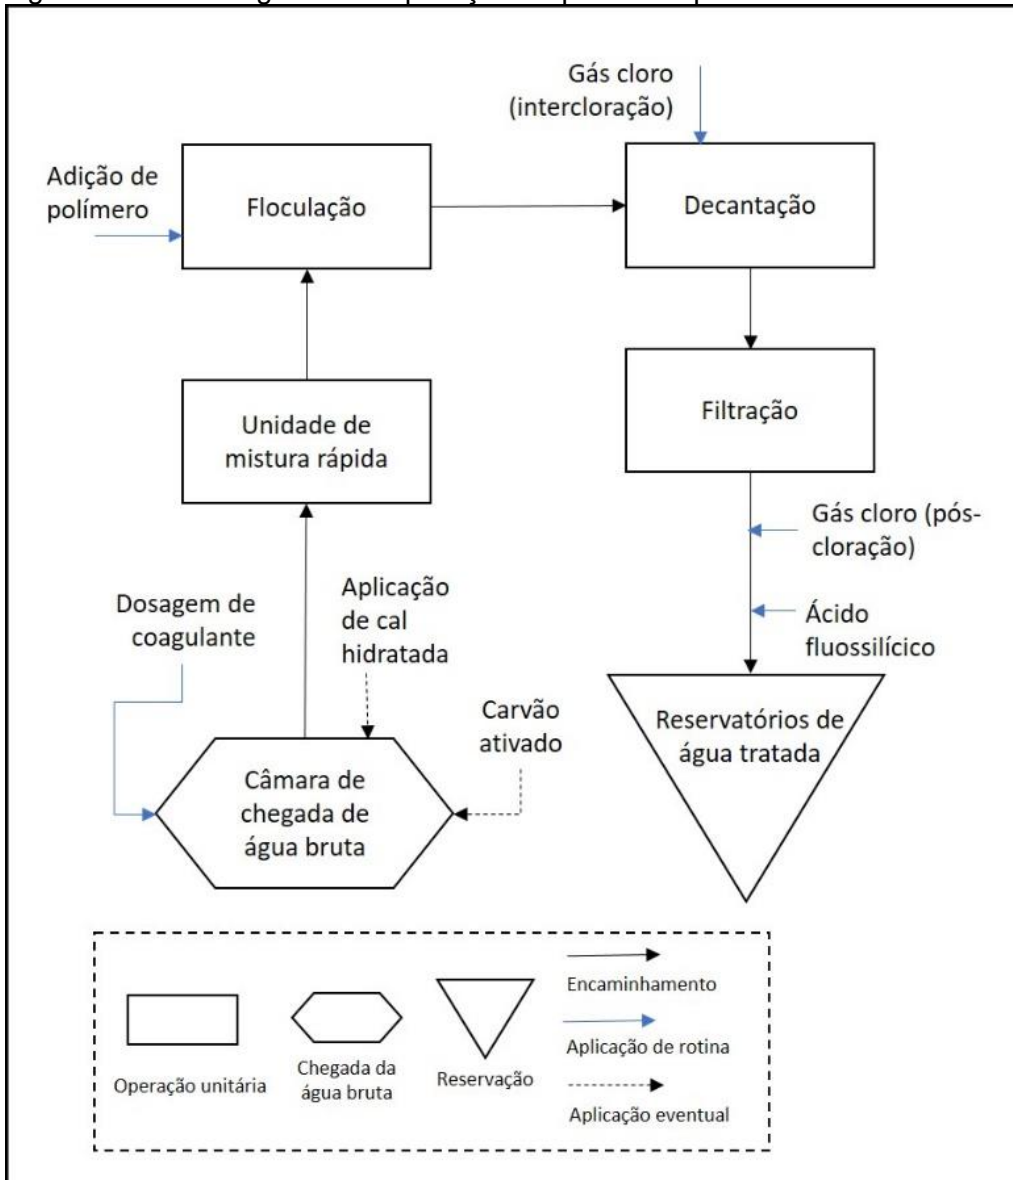 Gás cloro
(intercloração)
Adição de
polímero
Floculação
Decantação
Unidade de
mistura rápida
Filtração
Gás cloro (pós-
cloração)
Dosagem de
coagulante
Aplicação
de cal
hidratada
Ácido
fluossilícico
Carvão
ativado
Câmara de
chegada de
água bruta
Reservatórios de
água tratada
Operação unitária
Chegada da
água bruta
Reservação
Encaminhamento
Aplicação de rotina
Aplicação eventual